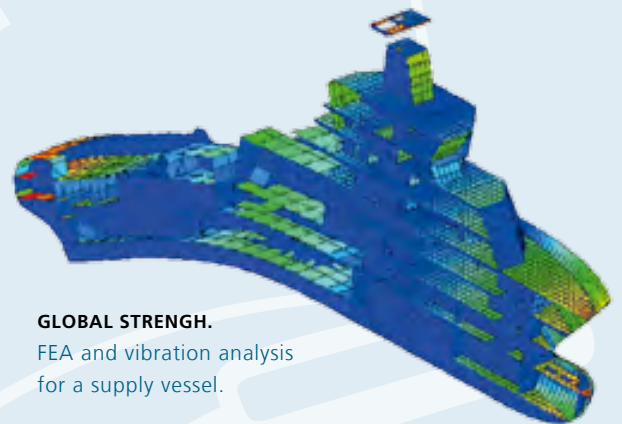 GLOBAL STRENGH.
FEA and vibration analysis
for a supply vessel.